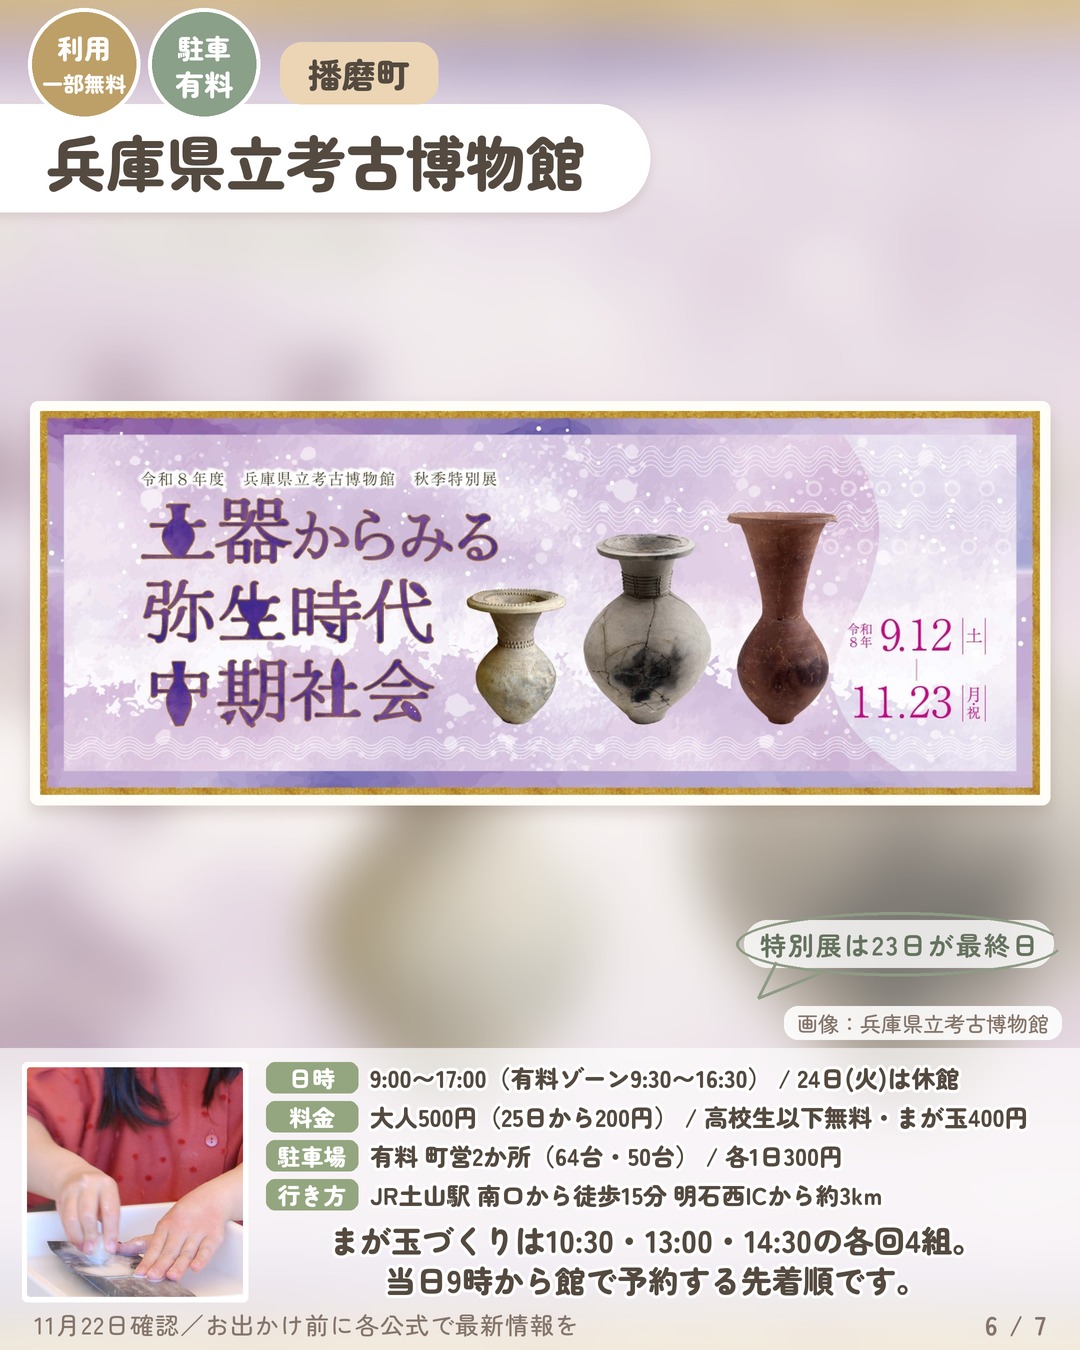 利用
一部無料
駐車
有料
播磨町
兵庫県立考古博物館
令和8年度 兵庫県立考古博物館 秋季特別展
土器からみる
弥生時代
中期社会
令和8年 9.12 土
11.23 月・祝
特別展は23日が最終日
画像：兵庫県立考古博物館
日時 9:00〜17:00（有料ゾーン9:30〜16:30） / 24日(火)は休館
料金 大人500円（25日から200円） / 高校生以下無料・まが玉400円
駐車場 有料 町営2か所（64台・50台） / 各1日300円
行き方 JR土山駅 南口から徒歩15分 明石西ICから約3km
まが玉づくりは10:30・13:00・14:30の各回4組。
当日9時から館で予約する先着順です。
11月22日確認／お出かけ前に各公式で最新情報を
6 / 7